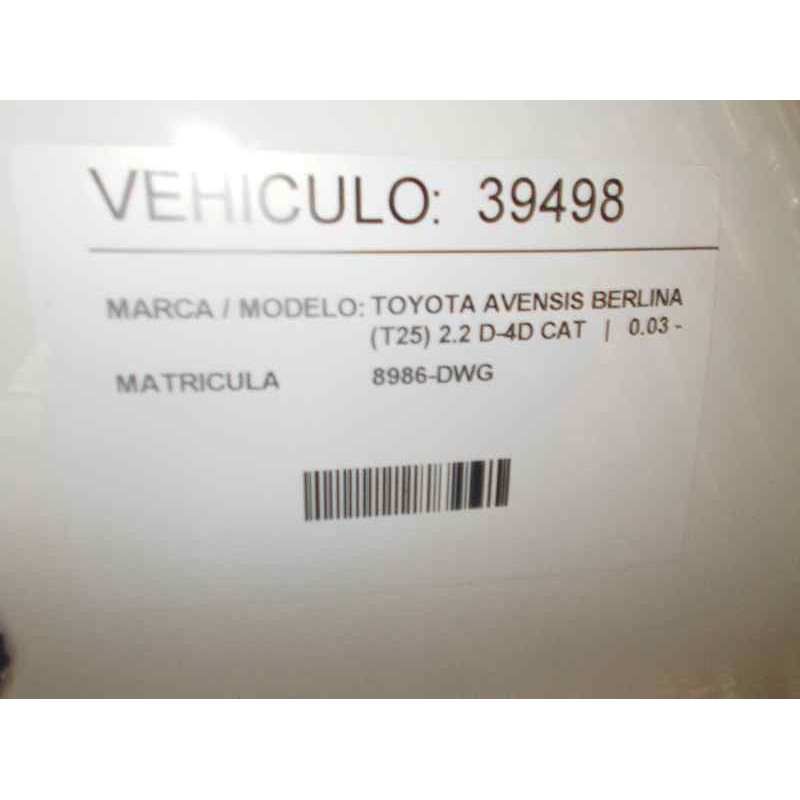 VEHICULO: 39498
MARCA / MODELO: TOYOTA AVENSIS BERLINA
(T25) 2.2 D-4D CAT | 0.03 -
MATRICULA 8986-DWG